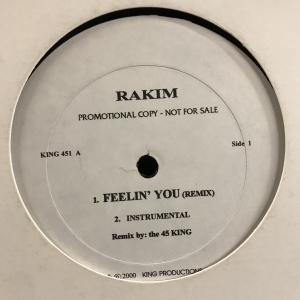 RAKIM
PROMOTIONAL COPY - NOT FOR SALE
KING 451 A
Side 1
1. FEELIN' YOU (REMIX)
2. INSTRUMENTAL
Remix by: the 45 KING
2000 KING PRODUCTIONS